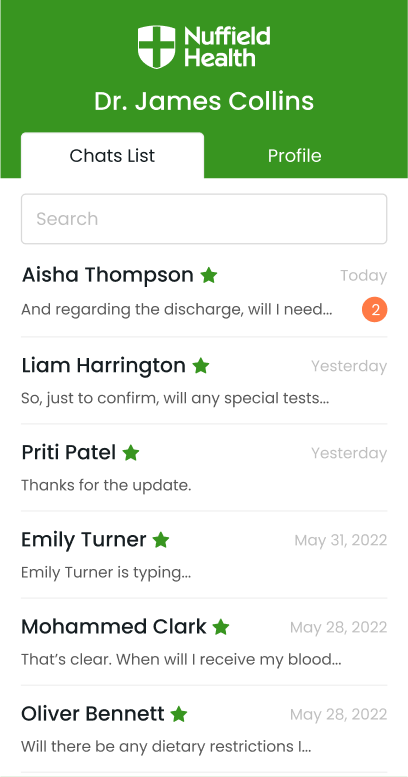 Nuffield
Health
Dr. James Collins
Chats List Profile
Search
Aisha Thompson Today
And regarding the discharge, will I need... 2
Liam Harrington Yesterday
So, just to confirm, will any special tests...
Priti Patel Yesterday
Thanks for the update.
Emily Turner May 31, 2022
Emily Turner is typing...
Mohammed Clark May 28, 2022
That’s clear. When will I receive my blood...
Oliver Bennett May 28, 2022
Will there be any dietary restrictions I...